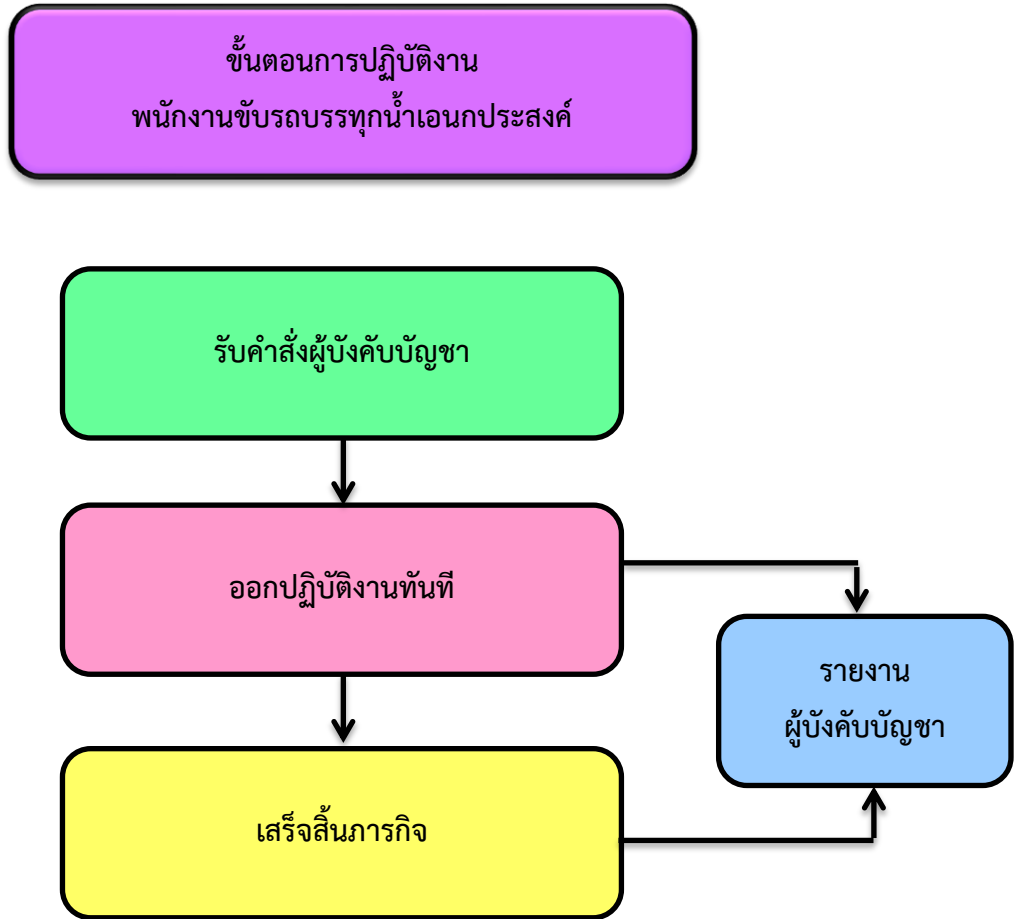 ขั้นตอนการปฏิบัติงาน
พนักงานขับรถบรรทุกน้ำเอนกประสงค์
รับคำสั่งผู้บังคับบัญชา
ออกปฏิบัติงานทันที
รายงาน
ผู้บังคับบัญชา
เสร็จสิ้นภารกิจ